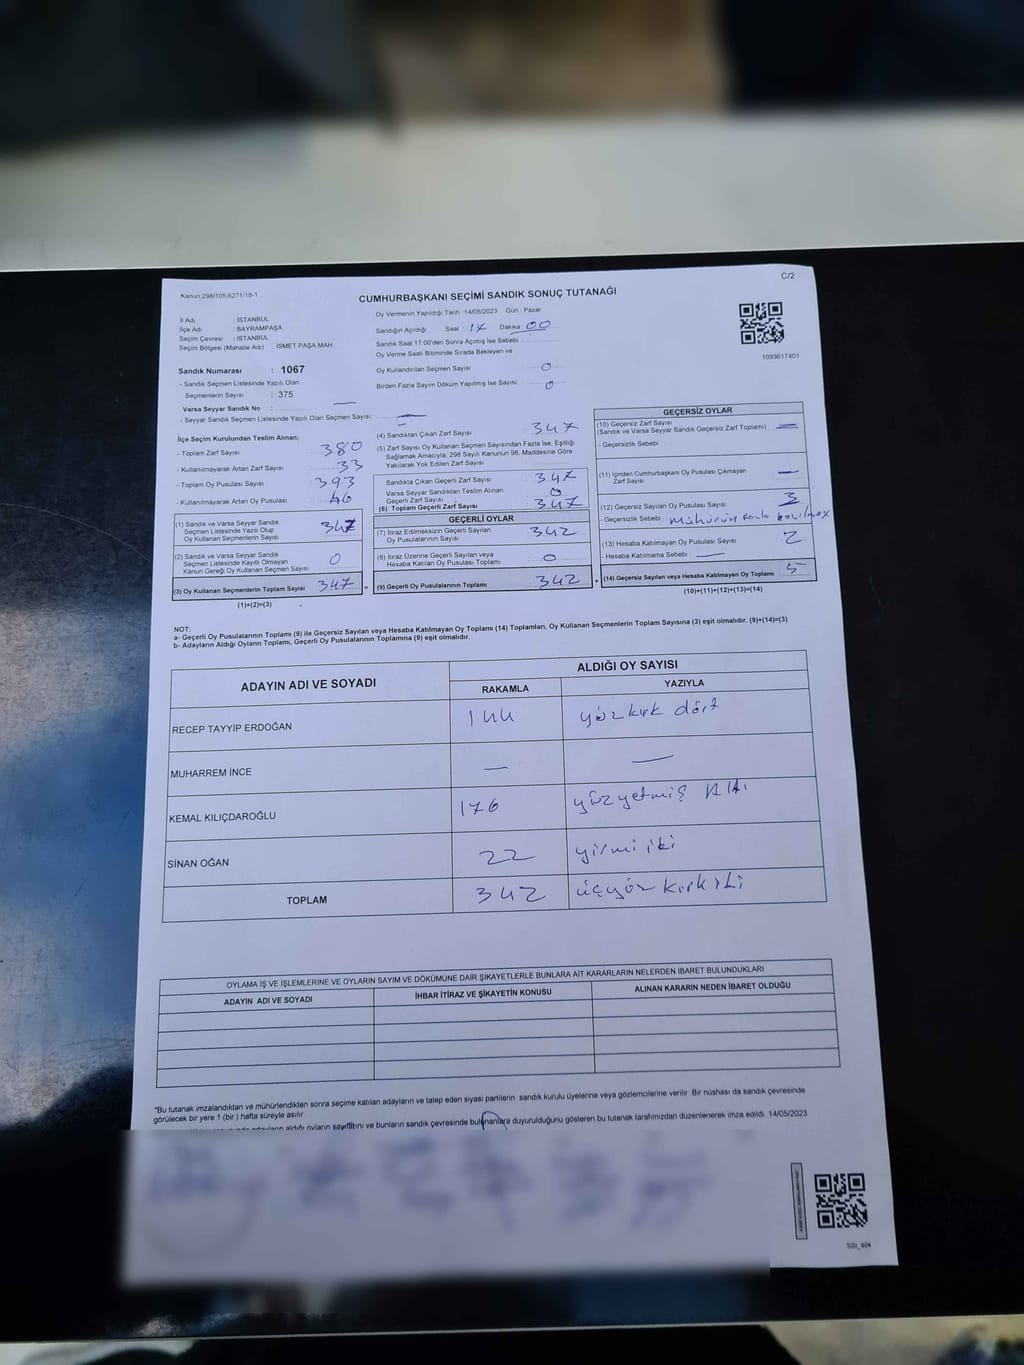 C/2
Kanun:298/105,6271/18-1
CUMHURBAŞKANI SEÇİMİ SANDIK SONUÇ TUTANAĞI
İl Adı : İSTANBUL
İlçe Adı : BAYRAMPAŞA
Seçim Çevresi : İSTANBUL
Seçim Bölgesi (Mahalle Adı) : İSMET PAŞA MAH.
Sandık Numarası : 1067
- Sandık Seçmen Listesinde Yazılı Olan
Seçmenlerin Sayısı : 375
Varsa Seyyar Sandık No : —
- Seyyar Sandık Seçmen Listesinde Yazılı Olan Seçmen Sayısı: —
Oy Vermenin Yapıldığı Tarih :14/05/2023 Gün : Pazar
Sandığın Açıldığı Saat : 17 Dakika : 00
Sandık Saat 17:00'den Sonra Açılmış İse Sebebi :
Oy Verme Saati Bitiminde Sırada Bekleyen ve
Oy Kullandırılan Seçmen Sayısı : 0
Birden Fazla Sayım Döküm Yapılmış İse Sayısı : 0
1093617401
İlçe Seçim Kurulundan Teslim Alınan;
- Toplam Zarf Sayısı : 380
- Kullanılmayarak Artan Zarf Sayısı : 33
- Toplam Oy Pusulası Sayısı : 393
- Kullanılmayarak Artan Oy Pusulası : 46
(1) Sandık ve Varsa Seyyar Sandık
Seçmen Listesinde Yazılı Olup
Oy Kullanan Seçmenlerin Sayısı 347
(2) Sandık ve Varsa Seyyar Sandık
Seçmen Listesinde Kayıtlı Olmayan
Kanun Gereği Oy Kullanan Seçmen Sayısı 0
(3) Oy Kullanan Seçmenlerin Toplam Sayısı 347 =
(1)+(2)=(3)
(4) Sandıktan Çıkan Zarf Sayısı : 347
(5) Zarf Sayısı Oy Kullanan Seçmen Sayısından Fazla İse, Eşitliği
Sağlamak Amacıyla, 298 Sayılı Kanunun 98. Maddesine Göre
Yakılarak Yok Edilen Zarf Sayısı :
Sandıkta Çıkan Geçerli Zarf Sayısı : 347
Varsa Seyyar Sandıktan Teslim Alınan
Geçerli Zarf Sayısı : 0
(6) Toplam Geçerli Zarf Sayısı : 347
GEÇERLİ OYLAR
(7) İtiraz Edilmeksizin Geçerli Sayılan
Oy Pusulasının Sayısı : 342
(8) İtiraz Üzerine Geçerli Sayılan veya
Hesaba Katılan Oy Pusulası Toplamı : 0
(9) Geçerli Oy Pusulalarının Toplamı : 342 +
GEÇERSİZ OYLAR
(10) Geçersiz Zarf Sayısı
(Sandık ve Varsa Seyyar Sandık Geçersiz Zarf Toplamı) : —
- Geçersizlik Sebebi
(11) İçinden Cumhurbaşkanı Oy Pusulası Çıkmayan
Zarf Sayısı : —
(12) Geçersiz Sayılan Oy Pusulası Sayısı : 3
- Geçersizlik Sebebi : mühürün
(13) Hesaba Katılmayan Oy Pusulası Sayısı : 2
- Hesaba Katılmama Sebebi : —
(14) Geçersiz Sayılan veya Hesaba Katılmayan Oy Toplamı : 5
(10)+(11)+(12)+(13)=(14)
NOT:
a- Geçerli Oy Pusulalarının Toplamı (9) ile Geçersiz Sayılan veya Hesaba Katılmayan Oy Toplamı (14) Toplamları, Oy Kullanan Seçmenlerin Toplam Sayısına (3) eşit olmalıdır. (9)+(14)=(3)
b- Adayların Aldığı Oyların Toplamı, Geçerli Oy Pusulalarının Toplamına (9) eşit olmalıdır.
ADAYIN ADI VE SOYADI
ALDIĞI OY SAYISI
RAKAMLA YAZIYLA
RECEP TAYYİP ERDOĞAN 144 yüzkırk dört
MUHARREM İNCE — —
KEMAL KILIÇDAROĞLU 176 yüzyetmiş Altı
SİNAN OĞAN 22 yirmi iki
TOPLAM 342 üçyüz kırk iki
OYLAMA İŞ VE İŞLEMLERİNE VE OYLARIN SAYIM VE DÖKÜMÜNE DAİR ŞİKAYETLERLE BUNLARA AİT KARARLARIN NELERDEN İBARET BULUNDUKLARI
ADAYIN ADI VE SOYADI İHBAR İTİRAZ VE ŞİKAYETİN KONUSU ALINAN KARARIN NEDEN İBARET OLDUĞU
*Bu tutanak imzalandıktan ve mühürlendikten sonra seçime katılan adayların ve talep eden siyasi partilerin sandık kurulu üyelerine veya gözlemcilerine verilir. Bir nüshası da sandık çevresinde
görülecek bir yere 1 (bir ) hafta süreyle asılır.
adayların aldığı oyların sayılarını ve bunların sandık çevresinde bulunanlara duyurulduğunu gösteren bu tutanak tarafımızdan düzenlenerek imza edildi. 14/05/2023
SSI_404